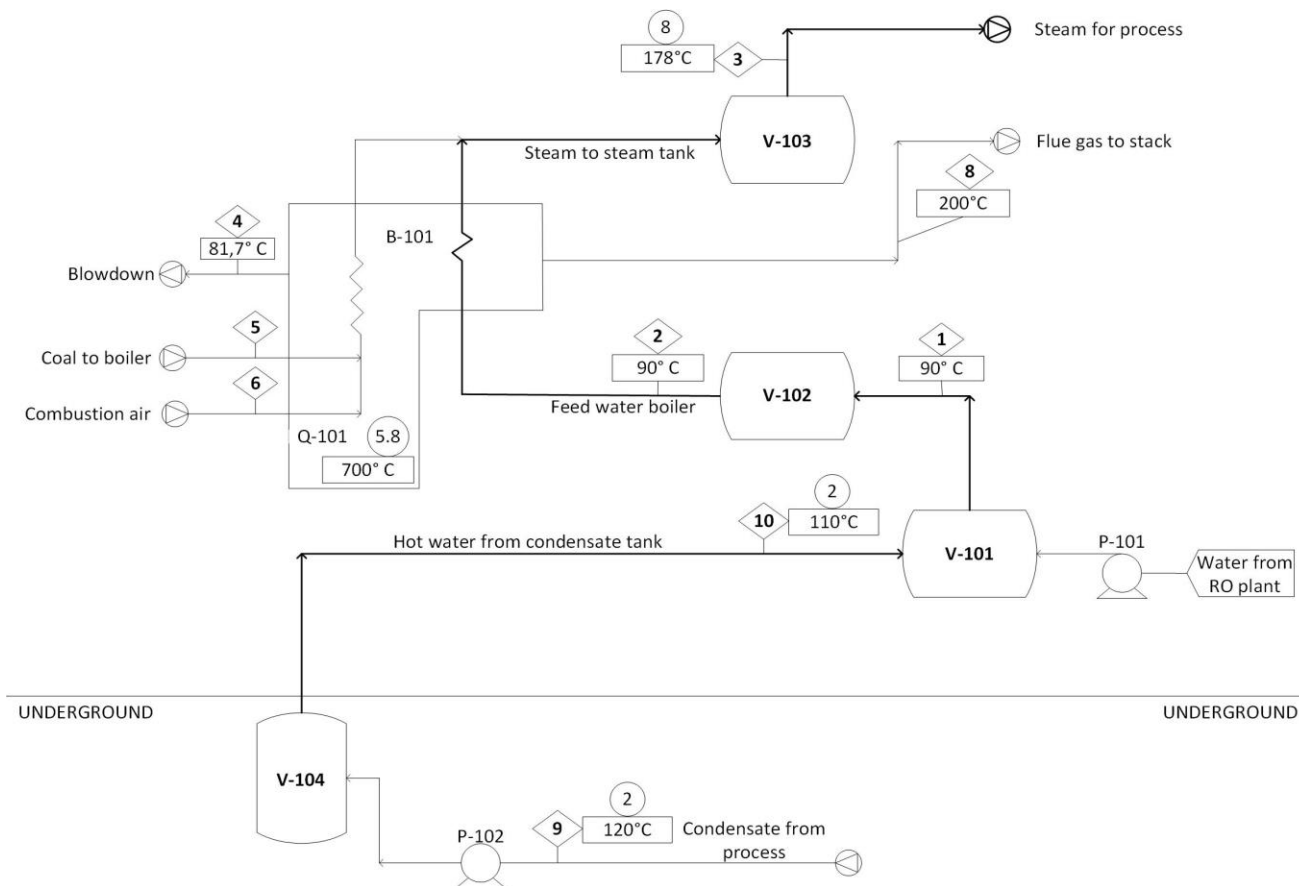 8
178°C
3
Steam for process
V-103
Steam to steam tank
Flue gas to stack
8
200°C
4
81,7° C
B-101
Blowdown
5
Coal to boiler
6
Combustion air
Q-101
5.8
700° C
2
90° C
Feed water boiler
V-102
1
90° C
10
2
110°C
Hot water from condensate tank
V-101
P-101
Water from
RO plant
UNDERGROUND
UNDERGROUND
V-104
P-102
9
2
120°C
Condensate from
process